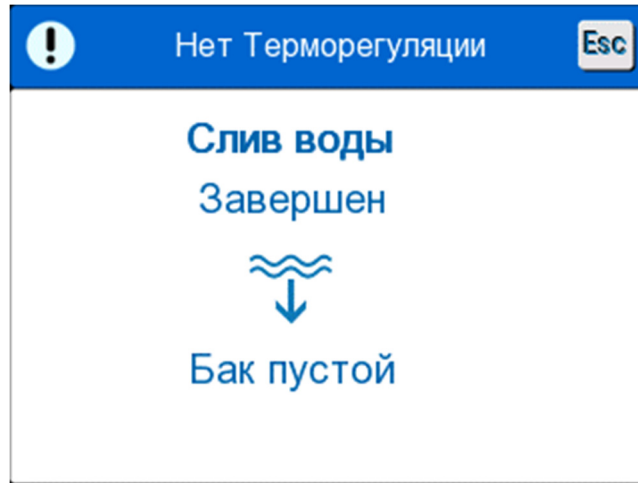 ! Нет Терморегуляции Esc
Слив воды
Завершен
Бак пустой